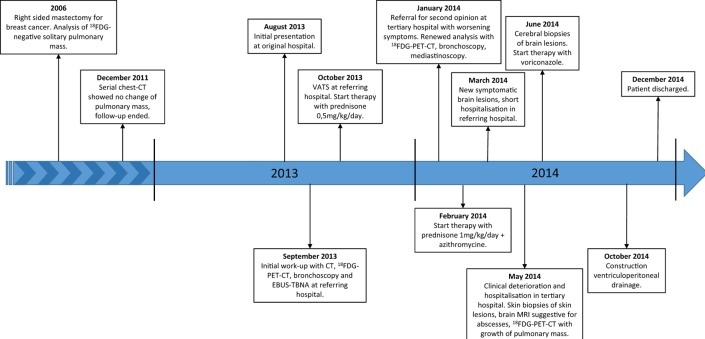 2006
Right sided mastectomy for
breast cancer. Analysis of ¹⁸FDG-
negative solitary pulmonary
mass.
December 2011
Serial chest-CT
showed no change of
pulmonary mass,
follow-up ended.
August 2013
Initial presentation
at original hospital.
October 2013
VATS at referring
hospital. Start therapy
with prednisone
0,5mg/kg/day.
January 2014
Referral for second opinion at
tertiary hospital with worsening
symptoms. Renewed analysis with
¹⁸FDG-PET-CT, bronchoscopy,
mediastinoscopy.
March 2014
New symptomatic
brain lesions, short
hospitalisation in
referring hospital.
June 2014
Cerebral biopsies
of brain lesions.
Start therapy with
voriconazole.
December 2014
Patient discharged.
2013
2014
September 2013
Initial work-up with CT, ¹⁸FDG-
PET-CT, bronchoscopy and
EBUS-TBNA at referring
hospital.
February 2014
Start therapy with
prednisone 1mg/kg/day +
azithromycine.
May 2014
Clinical deterioration and
hospitalisation in tertiary
hospital. Skin biopsies of skin
lesions, brain MRI suggestive for
abscesses, ¹⁸FDG-PET-CT with
growth of pulmonary mass.
October 2014
Construction
ventriculoperitoneal
drainage.